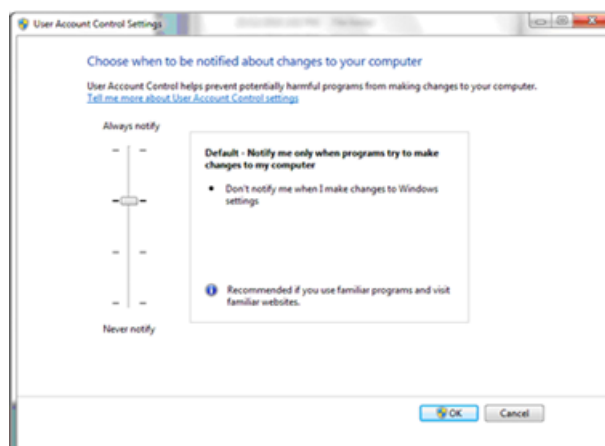 User Account Control Settings
Choose when to be notified about changes to your computer
User Account Control helps prevent potentially harmful programs from making changes to your computer.
Tell me more about User Account Control settings
Always notify
Default - Notify me only when programs try to make
changes to my computer
• Don't notify me when I make changes to Windows
settings
Recommended if you use familiar programs and visit
familiar websites.
Never notify
OK
Cancel